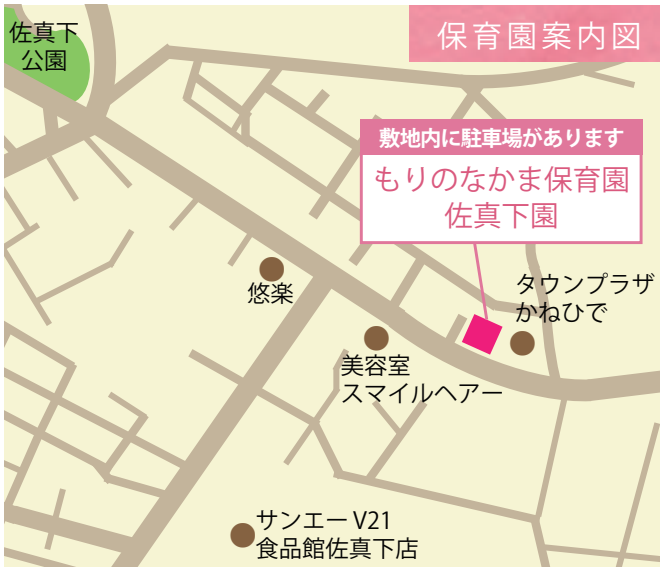 佐真下
公園
保育園案内図
敷地内に駐車場があります
もりのなかま保育園
佐真下園
悠楽
タウンプラザ
かねひで
美容室
スマイルヘアー
サンエー V21
食品館佐真下店